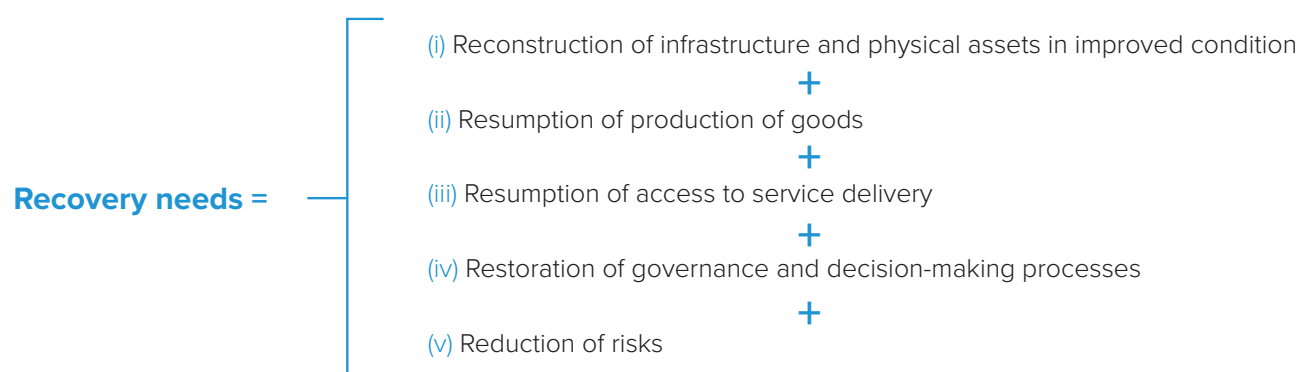 (i) Reconstruction of infrastructure and physical assets in improved condition
+
(ii) Resumption of production of goods
+
Recovery needs =
(iii) Resumption of access to service delivery
+
(iv) Restoration of governance and decision-making processes
+
(v) Reduction of risks